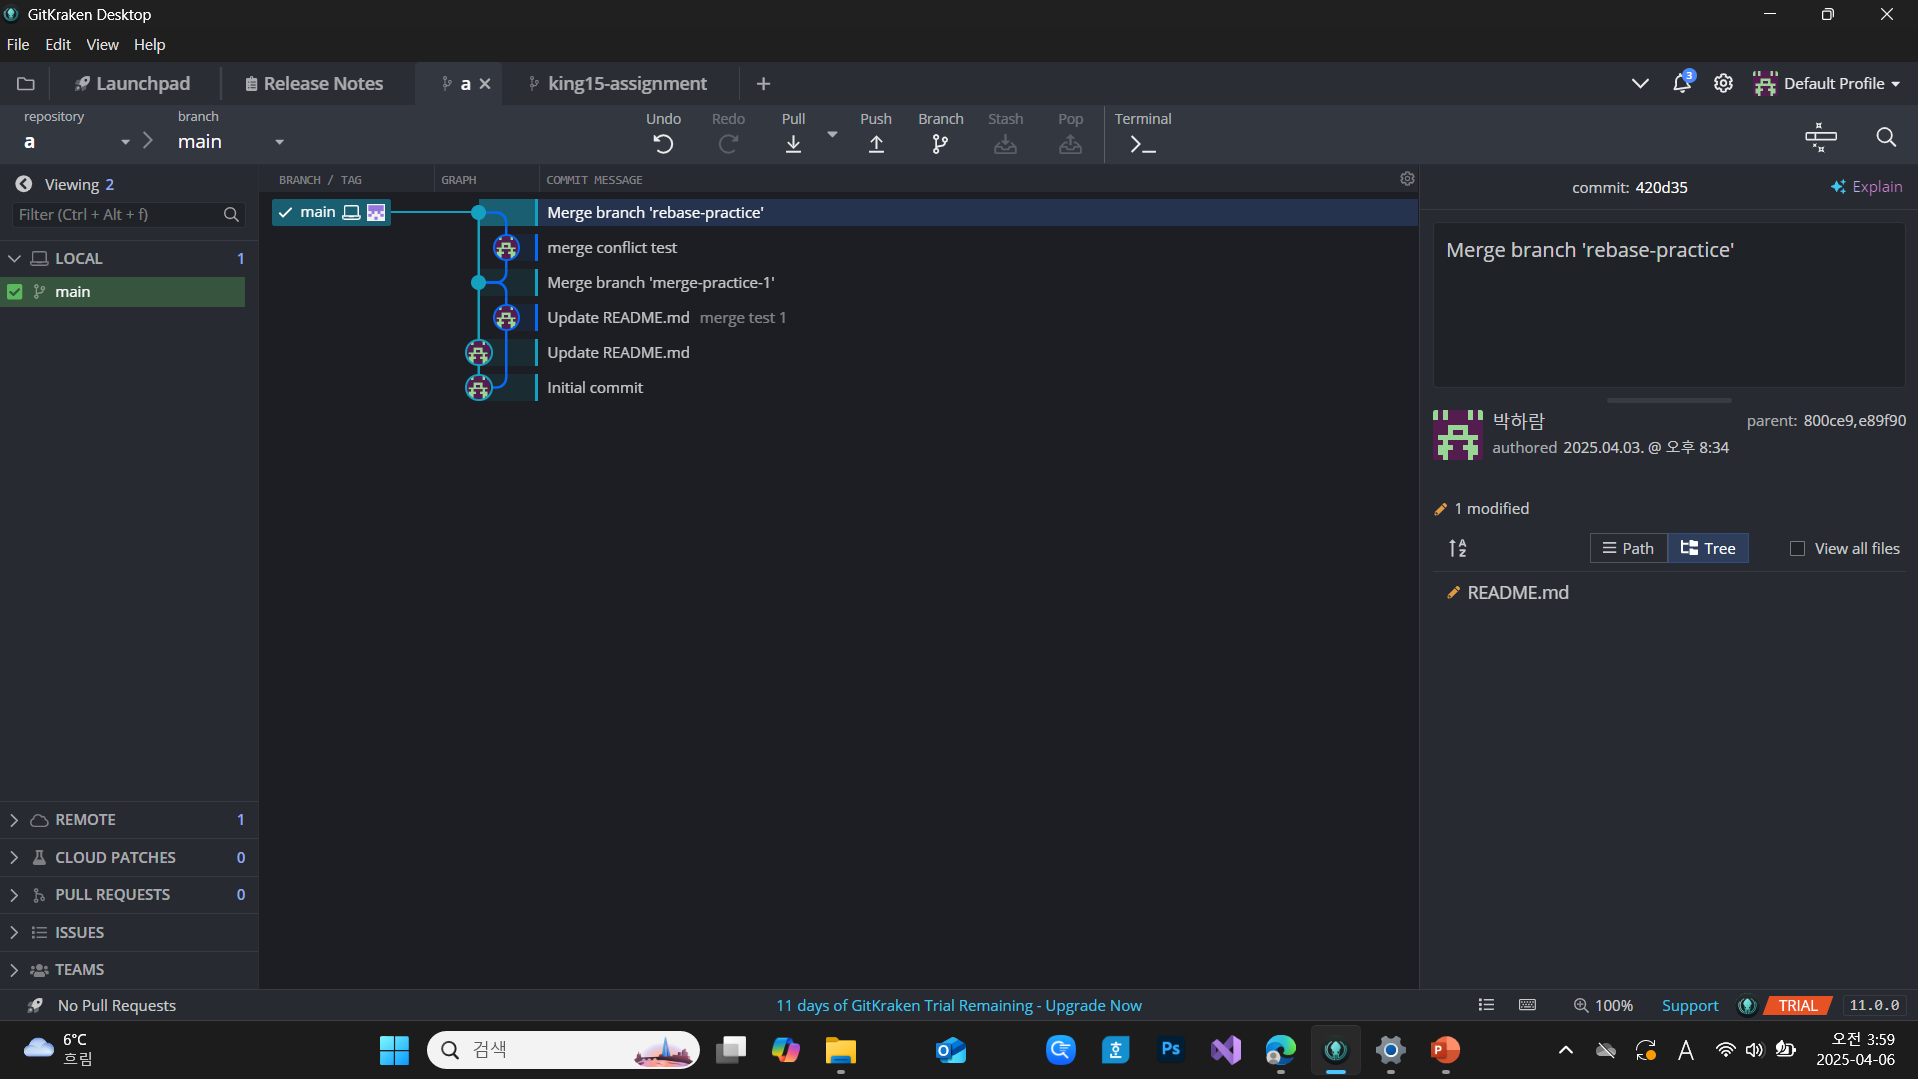 GitKraken Desktop
File Edit View Help
Launchpad Release Notes a king15-assignment 3 Default Profile
repository branch
a main
Undo Redo Pull Push Branch Stash Pop Terminal
Viewing 2
Filter (Ctrl + Alt + f)
LOCAL 1
main
REMOTE 1
CLOUD PATCHES 0
PULL REQUESTS 0
ISSUES
TEAMS
BRANCH / TAG GRAPH COMMIT MESSAGE
main Merge branch 'rebase-practice'
merge conflict test
Merge branch 'merge-practice-1'
Update README.md merge test 1
Update README.md
Initial commit
commit: 420d35 Explain
Merge branch 'rebase-practice'
박하람 parent: 800ce9,e89f90
authored 2025.04.03. @ 오후 8:34
1 modified
Path Tree View all files
README.md
No Pull Requests 11 days of GitKraken Trial Remaining - Upgrade Now 100% Support TRIAL 11.0.0
6°C
흐림
검색
Ps
A
오전 3:59
2025-04-06